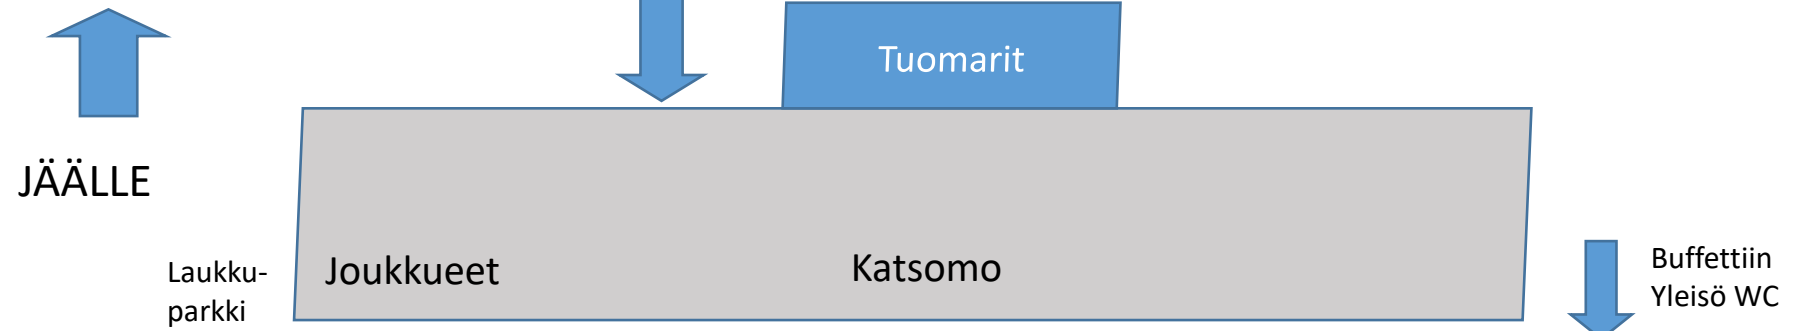 Tuomarit
JÄÄLLE
Laukku-
parkki
Joukkueet
Katsomo
Buffettiin
Yleisö WC